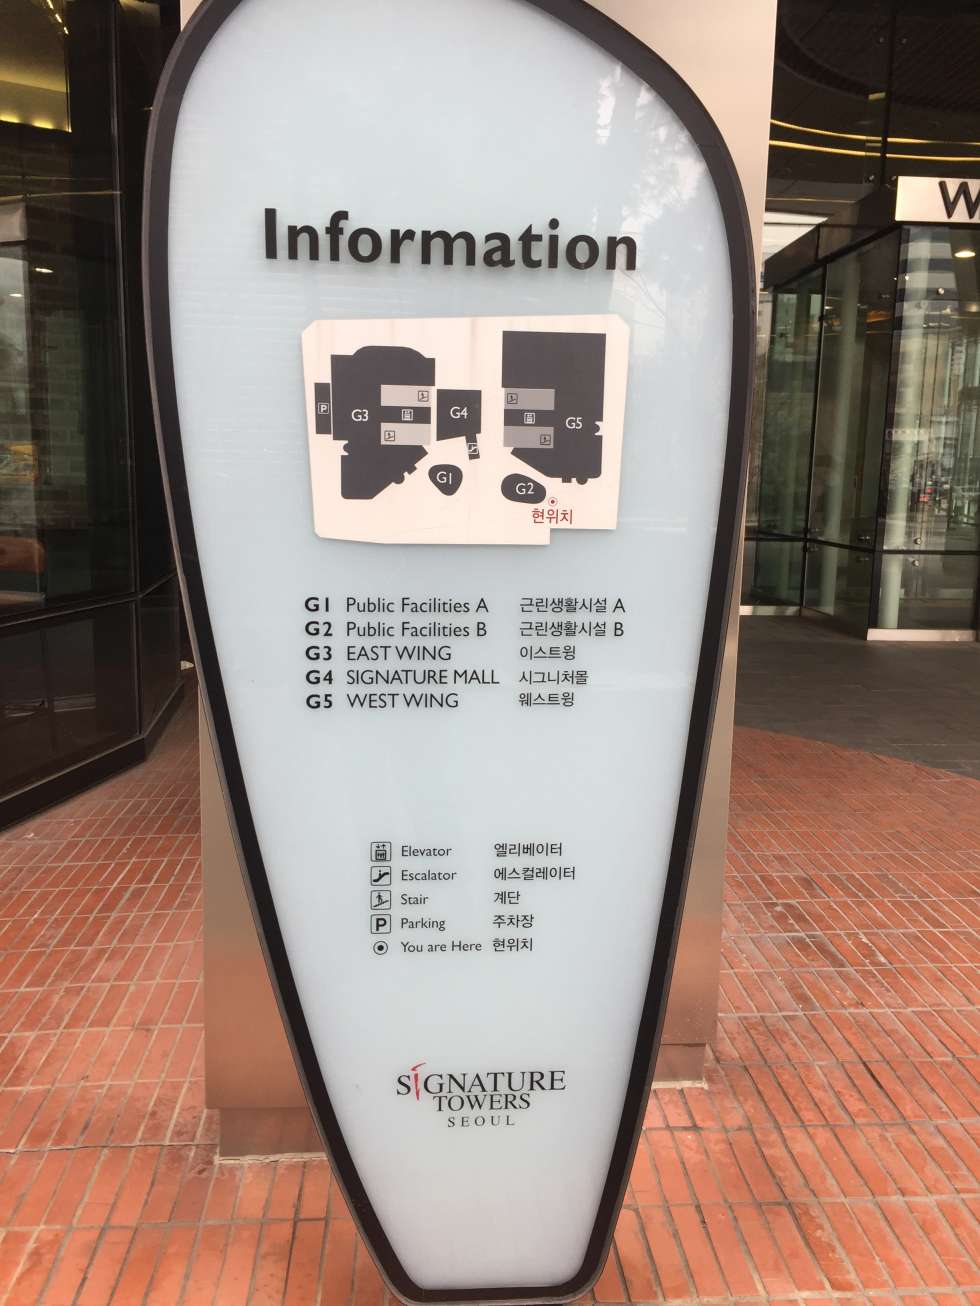 Information
P
G3
G4
G5
G1
G2
현위치
G1 Public Facilities A 근린생활시설 A
G2 Public Facilities B 근린생활시설 B
G3 EAST WING 이스트윙
G4 SIGNATURE MALL 시그니처몰
G5 WEST WING 웨스트윙
Elevator 엘리베이터
Escalator 에스컬레이터
Stair 계단
P Parking 주차장
You are Here 현위치
SIGNATURE
TOWERS
SEOUL